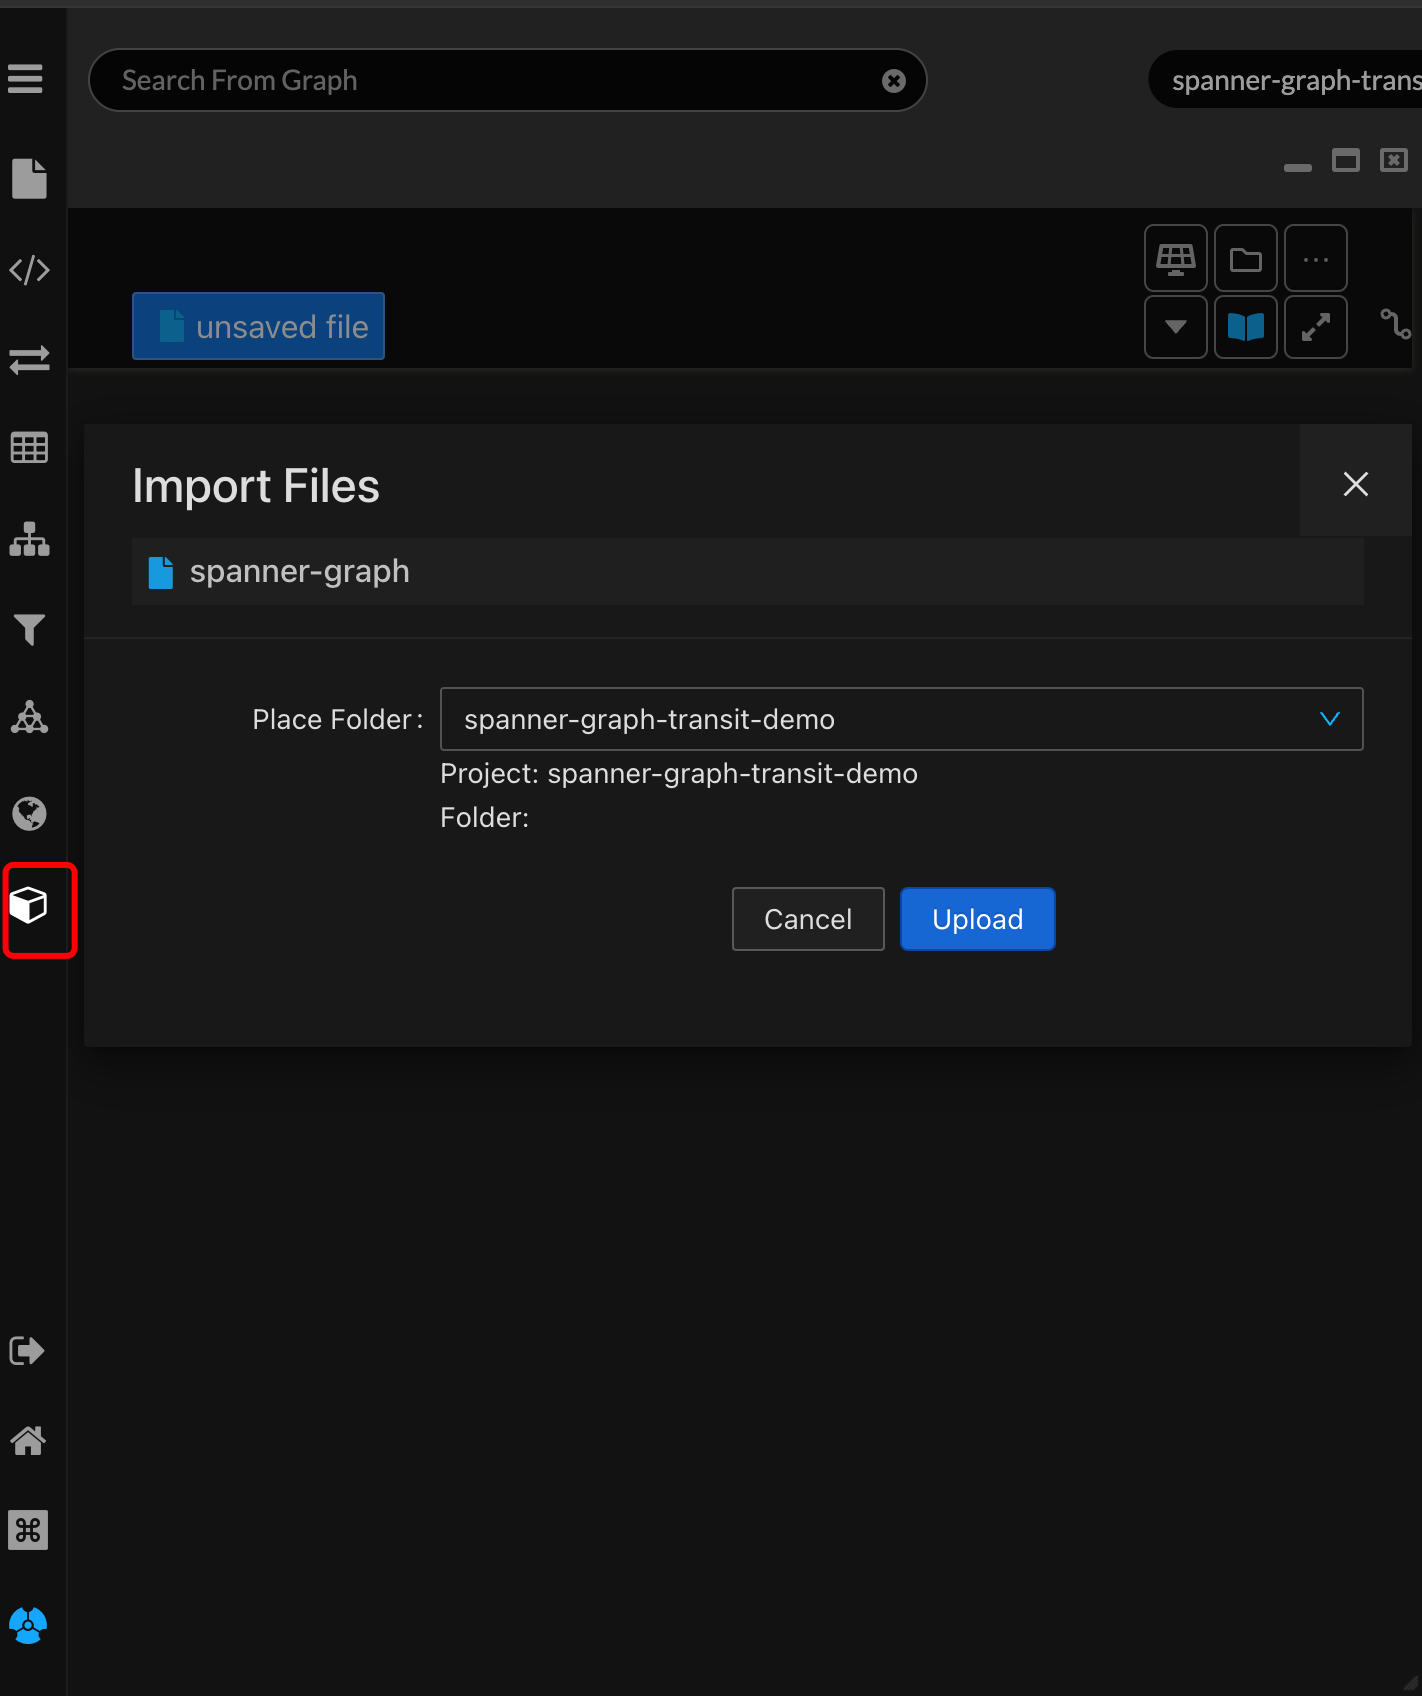 Search From Graph
spanner-graph-trans
unsaved file
Import Files
spanner-graph
Place Folder:
spanner-graph-transit-demo
Project: spanner-graph-transit-demo
Folder:
Cancel
Upload